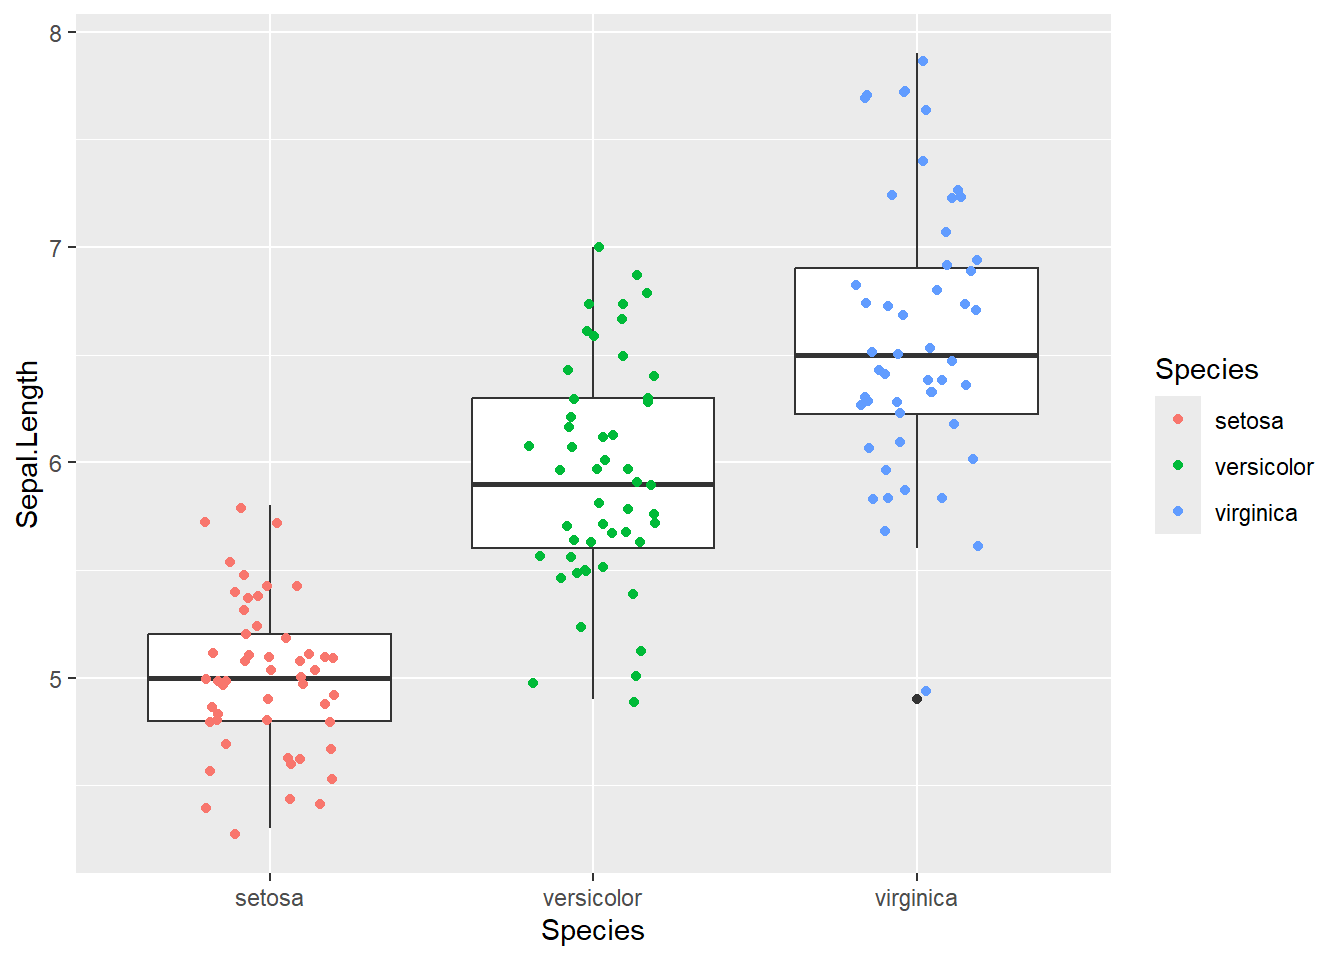 8
7
6
5
Sepal.Length
setosa
versicolor
virginica
Species
Species
setosa
versicolor
virginica